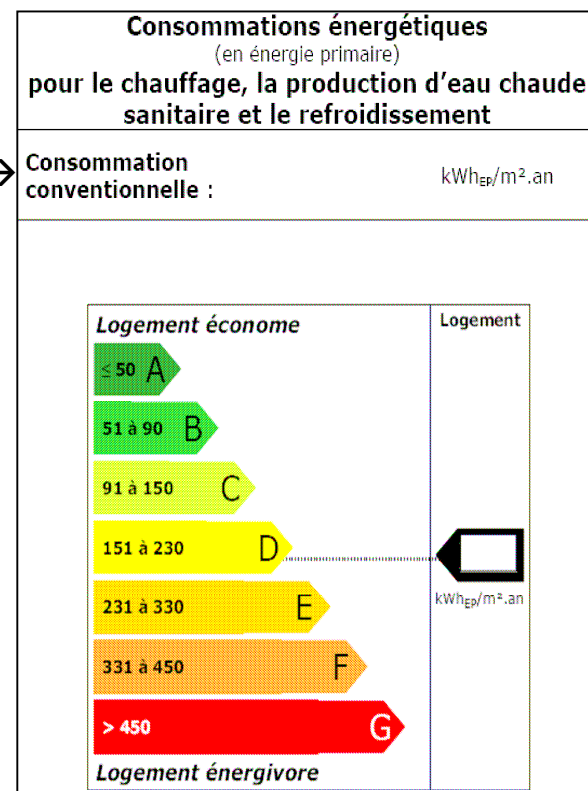 Consommations énergétiques
(en énergie primaire)
pour le chauffage, la production d'eau chaude
sanitaire et le refroidissement
Consommation
conventionnelle :
kWhEP/m².an
Logement économe
Logement
≤ 50 A
51 à 90 B
91 à 150 C
151 à 230 D
kWhEP/m².an
231 à 330 E
331 à 450 F
> 450 G
Logement énergivore